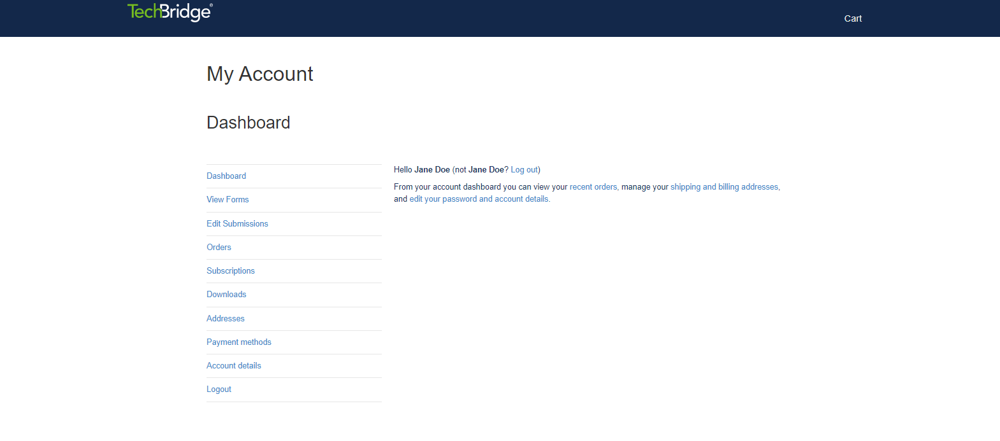 TechBridge®
Cart
My Account
Dashboard
Dashboard
View Forms
Edit Submissions
Orders
Subscriptions
Downloads
Addresses
Payment methods
Account details
Logout
Hello Jane Doe (not Jane Doe? Log out)
From your account dashboard you can view your recent orders, manage your shipping and billing addresses,
and edit your password and account details.